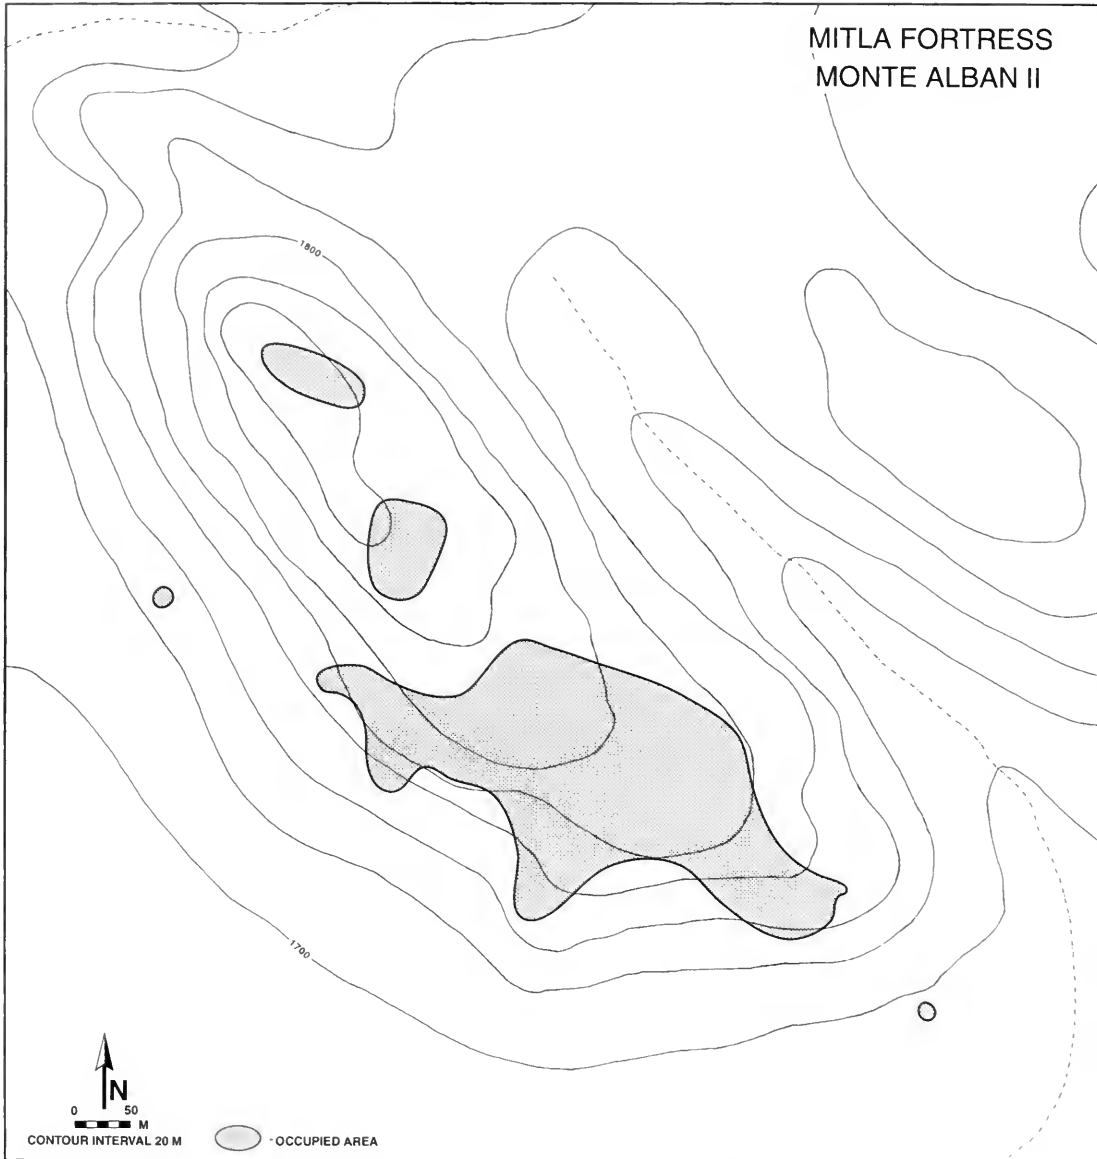 MITLA FORTRESS
MONTE ALBAN II
1800
1700
N
0 50
M
CONTOUR INTERVAL 20 M
-OCCUPIED AREA